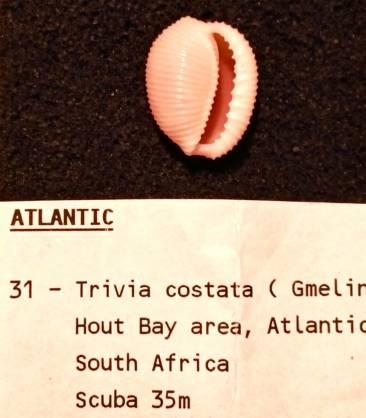 ATLANTIC
31 - Trivia costata ( Gmelin
Hout Bay area, Atlantic
South Africa
Scuba 35m